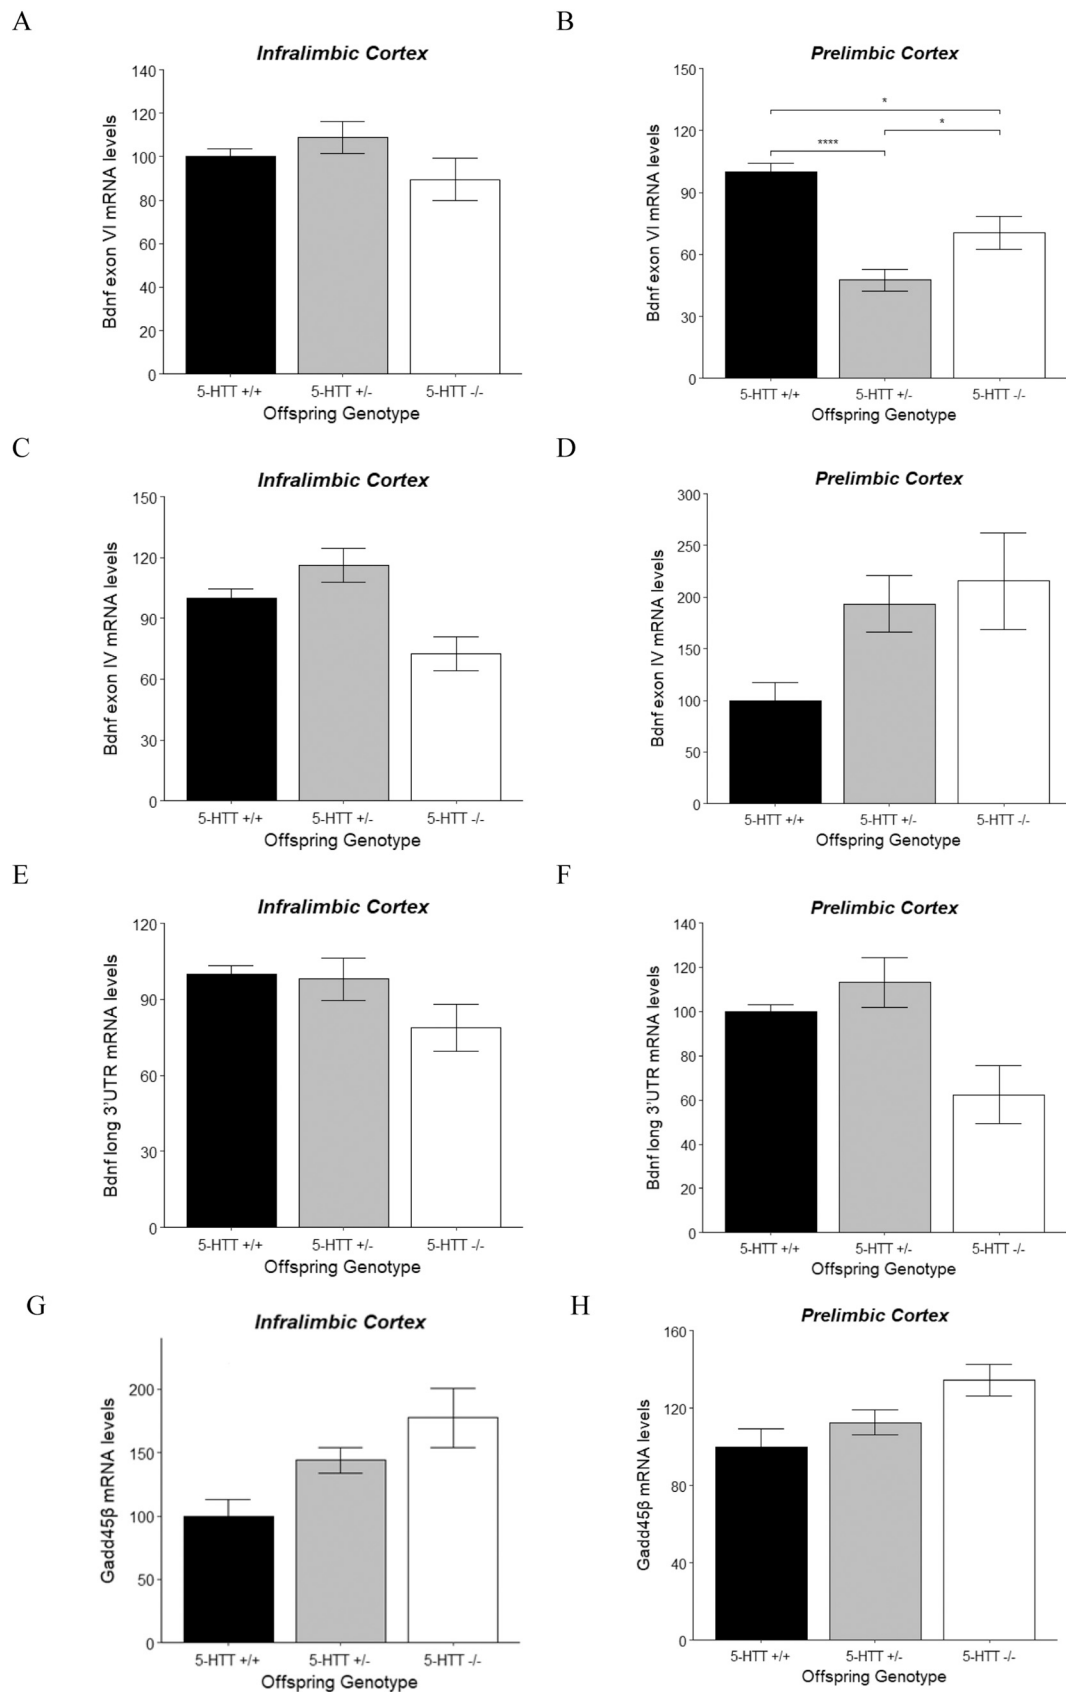 A
Infralimbic Cortex
Bdnf exon VI mRNA levels
140
120
100
80
60
40
20
0
5-HTT +/+ 5-HTT +/- 5-HTT -/-
Offspring Genotype
B
Prelimbic Cortex
Bdnf exon VI mRNA levels
150
120
90
60
30
0
*
*
****
5-HTT +/+ 5-HTT +/- 5-HTT -/-
Offspring Genotype
C
Infralimbic Cortex
Bdnf exon IV mRNA levels
150
120
90
60
30
0
5-HTT +/+ 5-HTT +/- 5-HTT -/-
Offspring Genotype
D
Prelimbic Cortex
Bdnf exon IV mRNA levels
300
250
200
150
100
50
0
5-HTT +/+ 5-HTT +/- 5-HTT -/-
Offspring Genotype
E
Infralimbic Cortex
Bdnf long 3'UTR mRNA levels
120
90
60
30
0
5-HTT +/+ 5-HTT +/- 5-HTT -/-
Offspring Genotype
F
Prelimbic Cortex
Bdnf long 3'UTR mRNA levels
140
120
100
80
60
40
20
0
5-HTT +/+ 5-HTT +/- 5-HTT -/-
Offspring Genotype
G
Infralimbic Cortex
Gadd45β mRNA levels
200
150
100
50
0
5-HTT +/+ 5-HTT +/- 5-HTT -/-
Offspring Genotype
H
Prelimbic Cortex
Gadd45β mRNA levels
160
120
80
40
0
5-HTT +/+ 5-HTT +/- 5-HTT -/-
Offspring Genotype